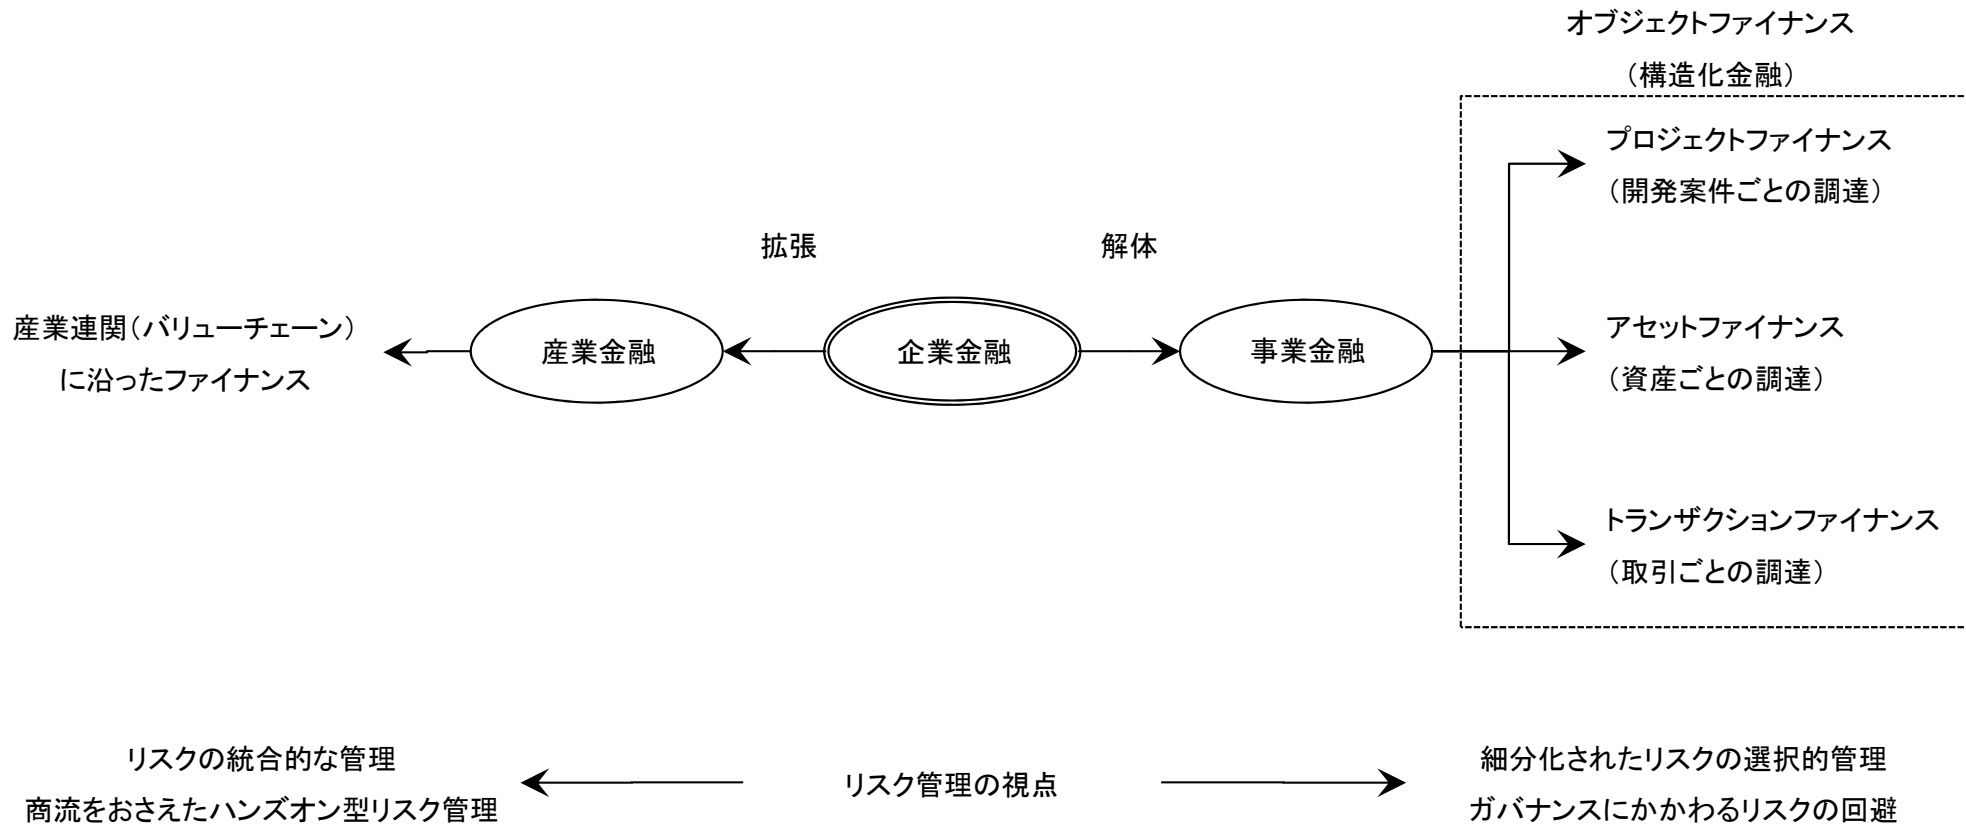 オブジェクトファイナンス
（構造化金融）
プロジェクトファイナンス
（開発案件ごとの調達）
拡張
解体
産業連関（バリューチェーン）
に沿ったファイナンス
産業金融
企業金融
事業金融
アセットファイナンス
（資産ごとの調達）
トランザクションファイナンス
（取引ごとの調達）
リスクの統合的な管理
商流をおさえたハンズオン型リスク管理
リスク管理の視点
細分化されたリスクの選択的管理
ガバナンスにかかわるリスクの回避